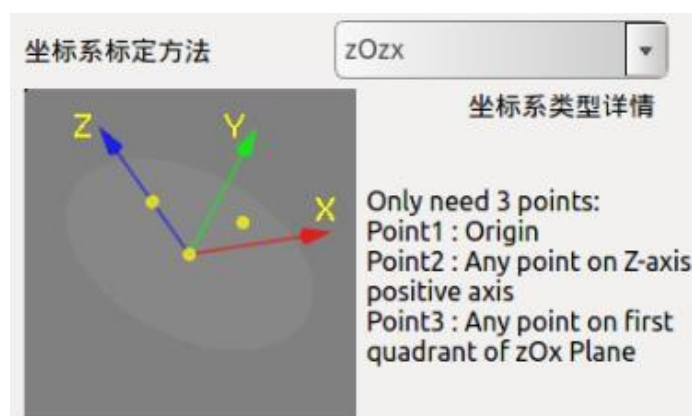 坐标系标定方法
zOzx
坐标系类型详情
Z
Y
X
Only need 3 points:
Point1 : Origin
Point2 : Any point on Z-axis
positive axis
Point3 : Any point on first
quadrant of zOx Plane